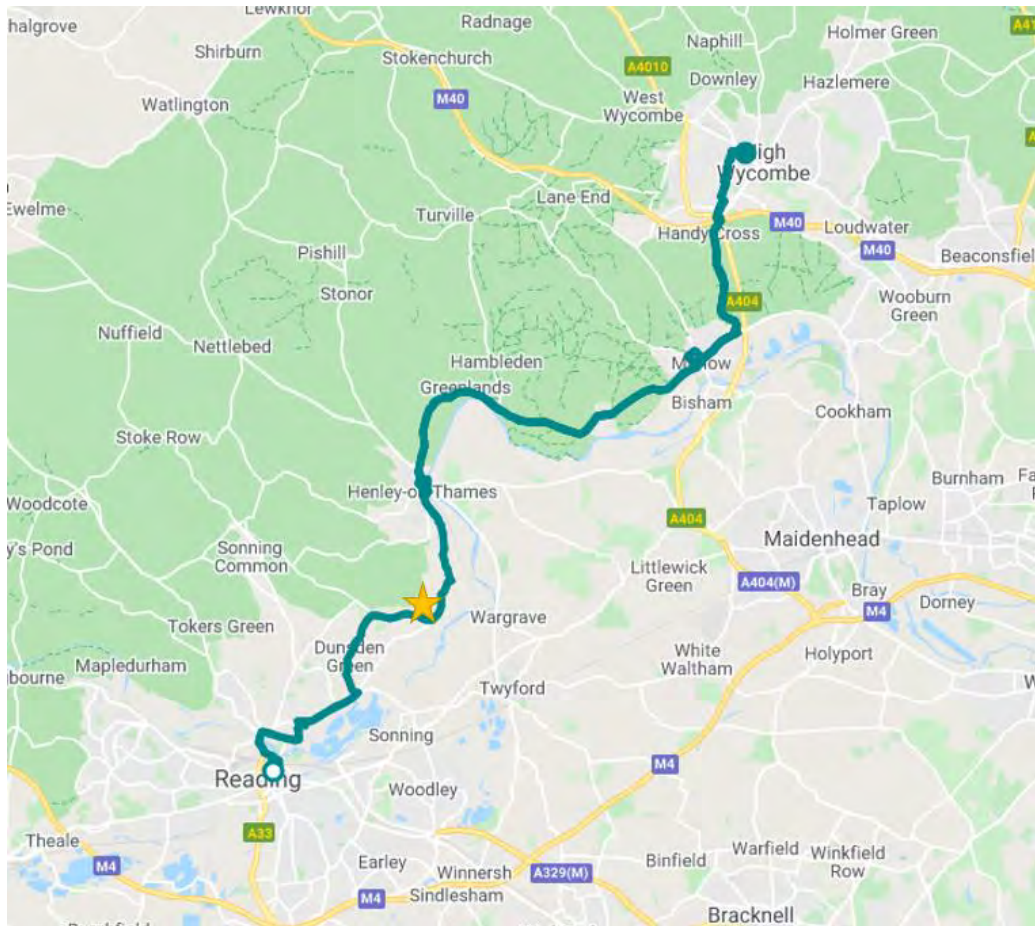 halgrove
Lewknor
Radnage
Holmer Green
A41
Shirburn
Stokenchurch
Naphill
A4010
Downley
Hazlemere
Watlington
M40
West
Wycombe
High
Wycombe
Ewelme
Turville
Lane End
Handy Cross
M40
Loudwater
M40
Beaconsfiel
Pishill
Stonor
A404
Wooburn
Green
Nuffield
Nettlebed
Hambleden
Greenlands
Marlow
Bisham
Cookham
Stoke Row
Burnham
Fa
Taplow
Henley-on-Thames
Woodcote
A404
Maidenhead
y's Pond
Sonning
Common
Littlewick
Green
A404(M)
Bray
M4
Dorney
Tokers Green
Wargrave
Dunsden
Green
White
Waltham
Holyport
Mapledurham
bourne
Twyford
W
Sonning
M4
Reading
Woodley
A33
Theale
M4
Earley
Winnersh
A329(M)
Binfield
Warfield
Winkfield
Row
M4
Sindlesham
Bracknell